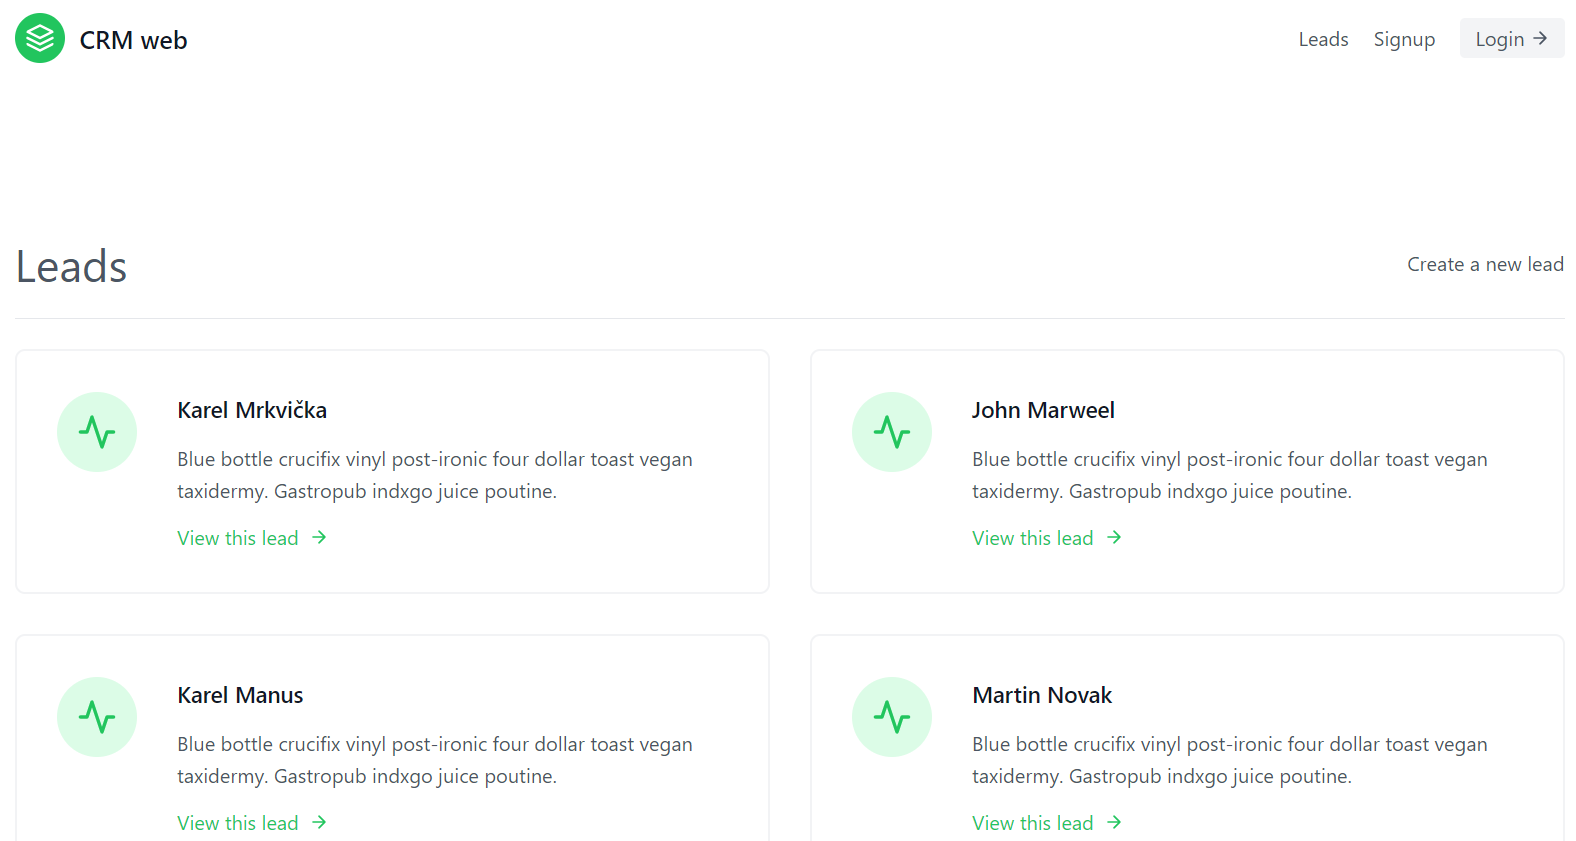 CRM web
Leads
Signup
Login
Leads
Create a new lead
Karel Mrkvička
Blue bottle crucifix vinyl post-ironic four dollar toast vegan
taxidermy. Gastropub indxgo juice poutine.
View this lead
John Marweel
Blue bottle crucifix vinyl post-ironic four dollar toast vegan
taxidermy. Gastropub indxgo juice poutine.
View this lead
Karel Manus
Blue bottle crucifix vinyl post-ironic four dollar toast vegan
taxidermy. Gastropub indxgo juice poutine.
View this lead
Martin Novak
Blue bottle crucifix vinyl post-ironic four dollar toast vegan
taxidermy. Gastropub indxgo juice poutine.
View this lead